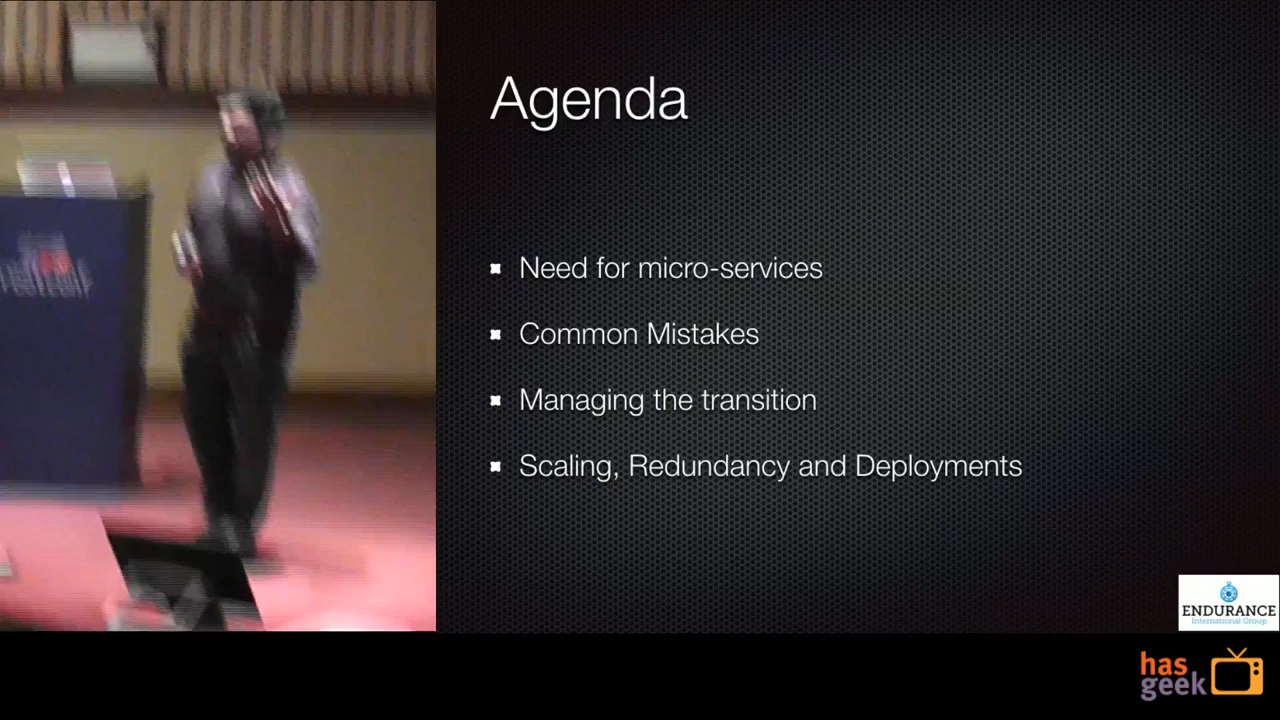 Agenda
Need for micro-services
Common Mistakes
Managing the transition
Scaling, Redundancy and Deployments
ENDURANCE
International Group
has
geek